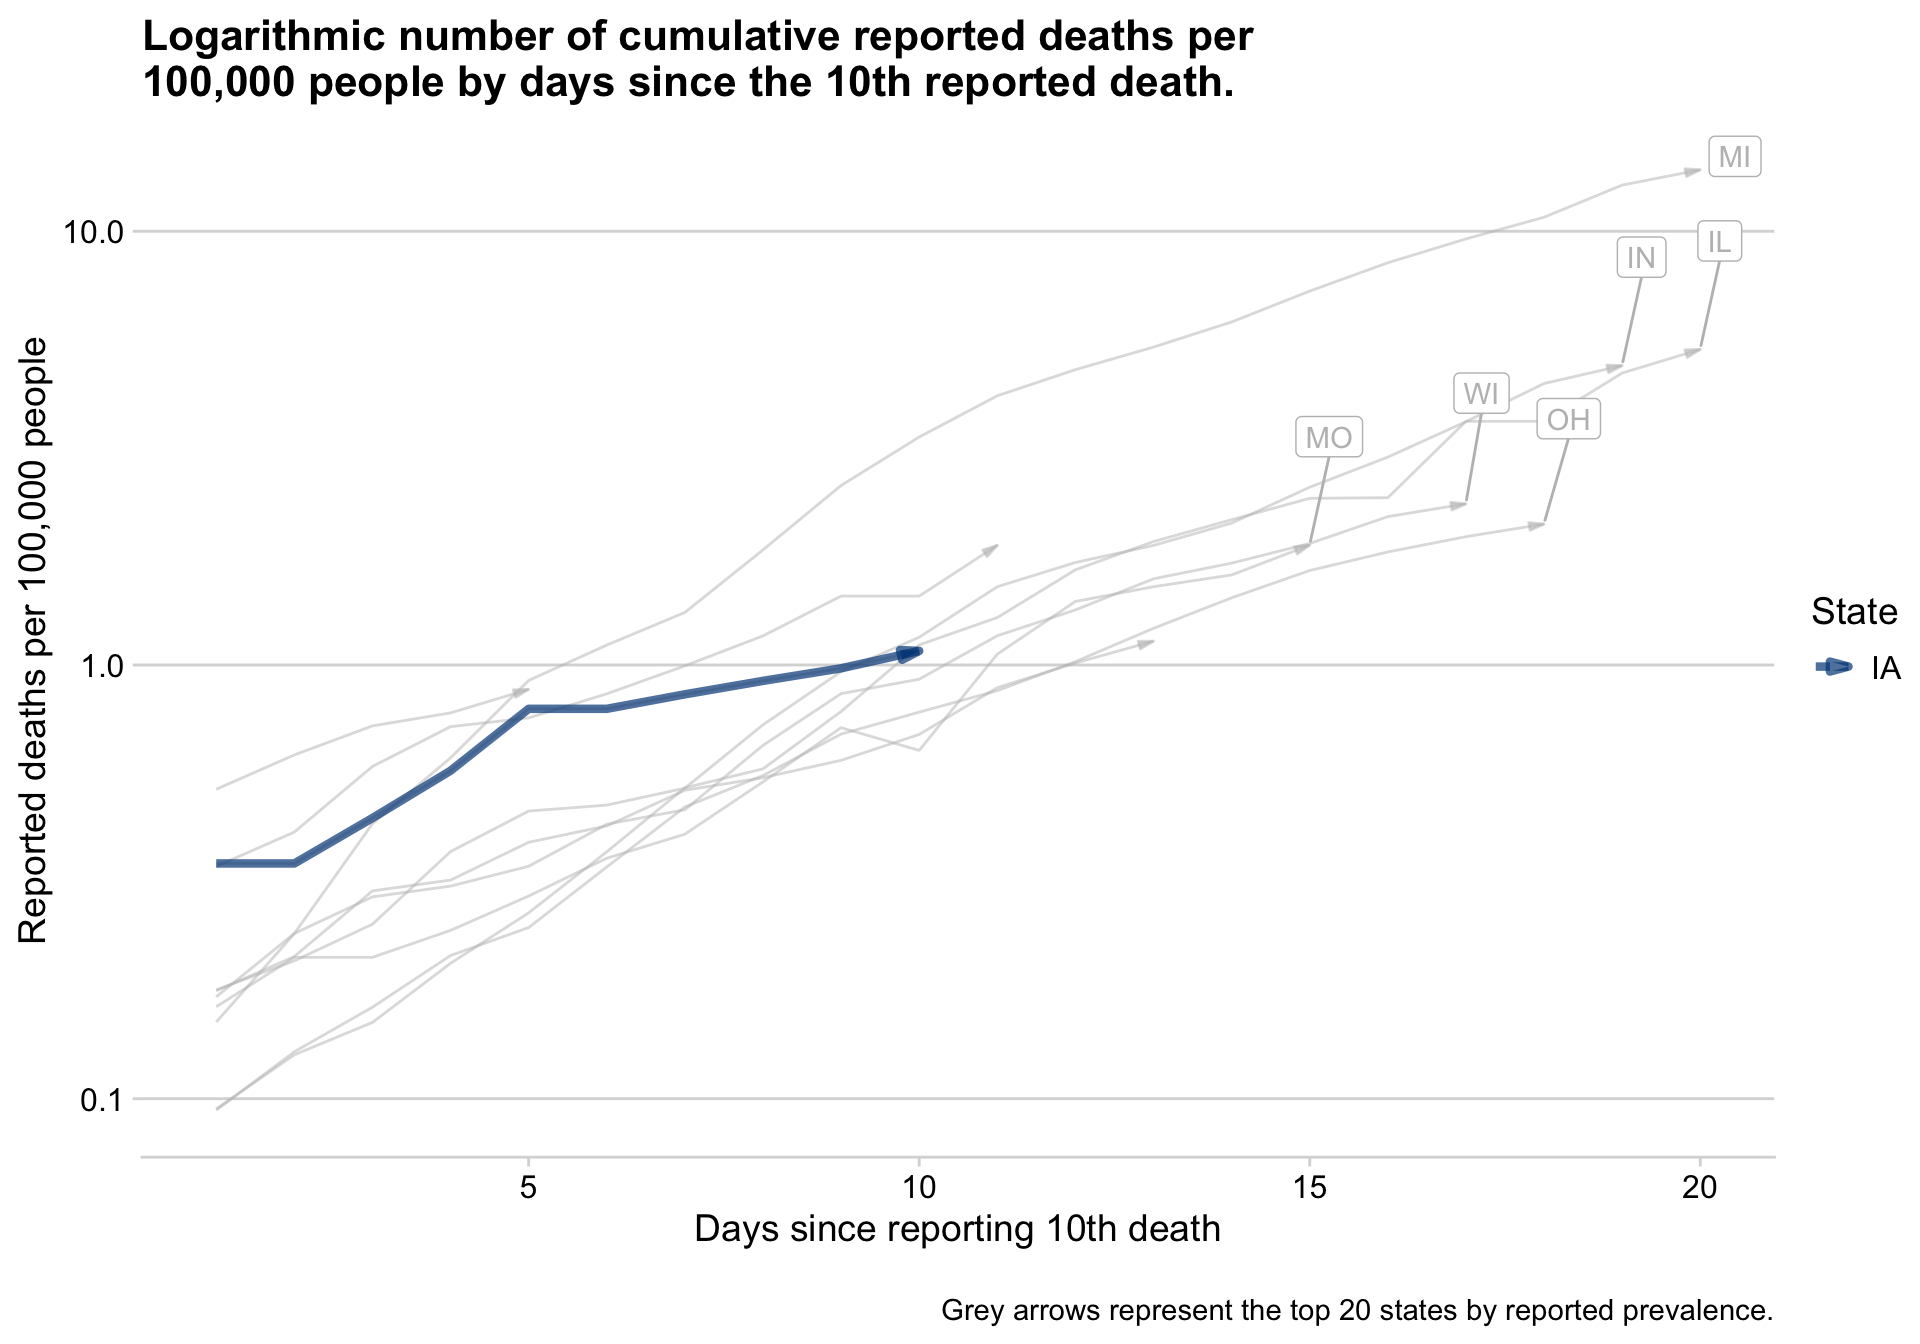 Logarithmic number of cumulative reported deaths per
100,000 people by days since the 10th reported death.
MI
10.0
IL
IN
WI
OH
MO
Reported deaths per 100,000 people
State
IA
1.0
0.1
5
10
15
20
Days since reporting 10th death
Grey arrows represent the top 20 states by reported prevalence.